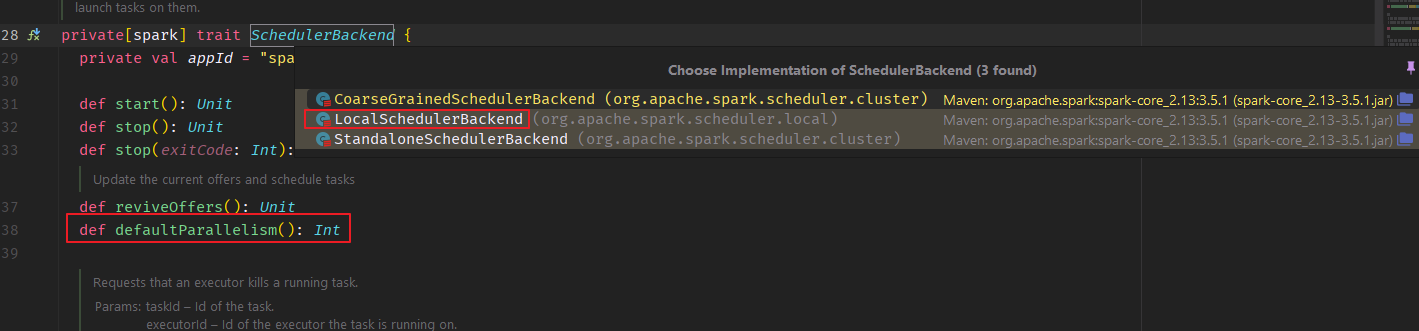 launch tasks on them.
28 private[spark] trait SchedulerBackend {
29 private val appId = "spa
Choose Implementation of SchedulerBackend (3 found)
30
CoarseGrainedSchedulerBackend (org.apache.spark.scheduler.cluster) Maven: org.apache.spark:spark-core_2.13:3.5.1 (spark-core_2.13-3.5.1.jar)
31 def start(): Unit
LocalSchedulerBackend (org.apache.spark.scheduler.local) Maven: org.apache.spark:spark-core_2.13:3.5.1 (spark-core_2.13-3.5.1.jar)
32 def stop(): Unit
StandaloneSchedulerBackend (org.apache.spark.scheduler.cluster) Maven: org.apache.spark:spark-core_2.13:3.5.1 (spark-core_2.13-3.5.1.jar)
33 def stop(exitCode: Int):
Update the current offers and schedule tasks
37 def reviveOffers(): Unit
38 def defaultParallelism(): Int
39
Requests that an executor kills a running task.
Params: taskId – Id of the task.
executorId – Id of the executor the task is running on.